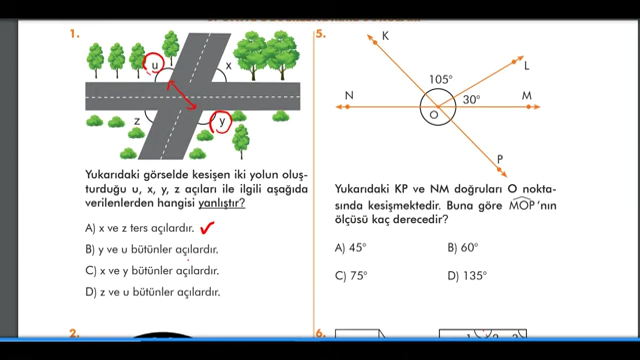 1.
u
x
z
y
Yukarıdaki görselde kesişen iki yolun oluş-
turduğu u, x, y, z açıları ile ilgili aşağıda
verilenlerden hangisi yanlıştır?
A) x ve z ters açılardır.
B) y ve u bütünler açılardır.
C) x ve y bütünler açılardır.
D) z ve u bütünler açılardır.
2.
5.
K
L
105°
N
30°
M
O
P
Yukarıdaki KP ve NM doğruları O nokta-
sında kesişmektedir. Buna göre MOP'nın
ölçüsü kaç derecedir?
A) 45°
B) 60°
C) 75°
D) 135°
6.